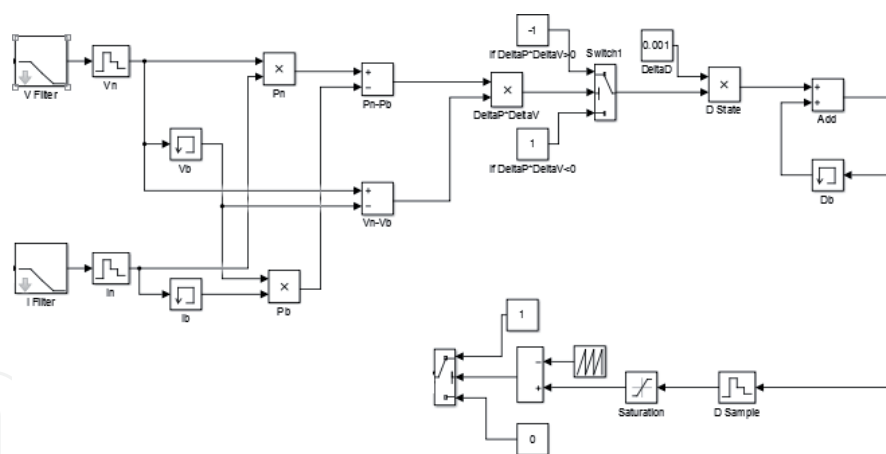 -1
If DeltaP*DeltaV>0
Switch1
0.001
DeltaD
V Filter
Vn
×
Pn
+
−
Pn-Pb
×
DeltaP*DeltaV
×
D State
+
+
Add
1
If DeltaP*DeltaV<0
Vb
Db
+
−
Vn-Vb
I Filter
In
Ib
×
Pb
1
−
+
Saturation
D Sample
0